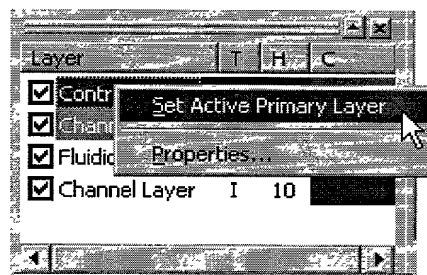 Layer T H C
Contr
Set Active Primary Layer
Chann
Fluidic
Properties...
Channel Layer I 10